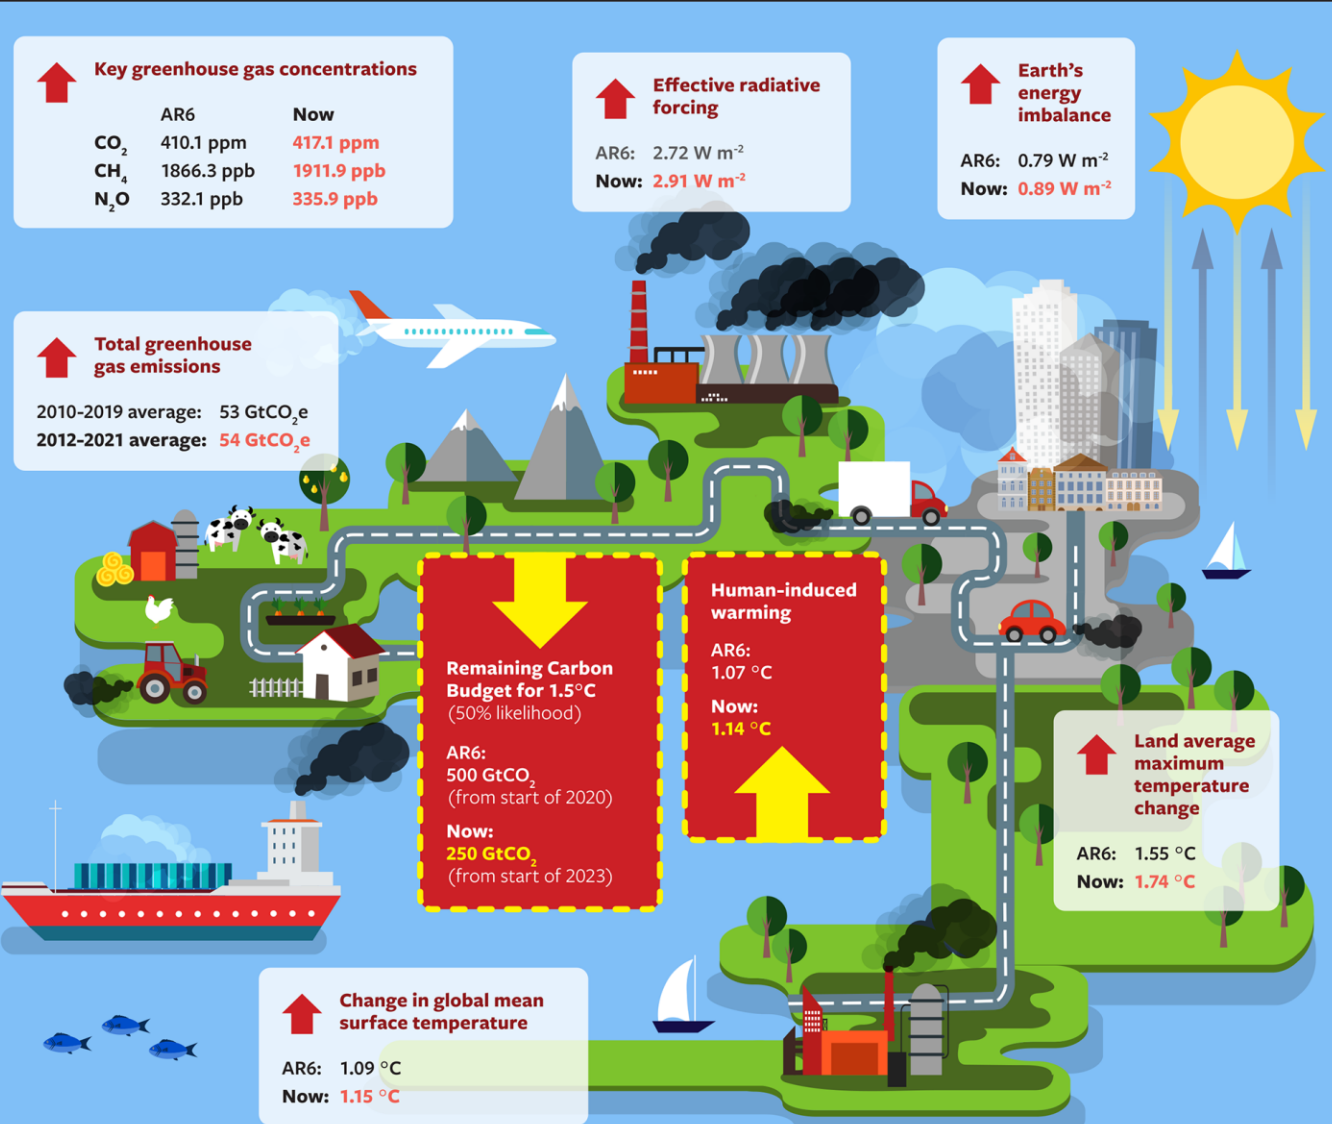 Key greenhouse gas concentrations
AR6 Now
CO₂ 410.1 ppm 417.1 ppm
CH₄ 1866.3 ppb 1911.9 ppb
N₂O 332.1 ppb 335.9 ppb
Effective radiative
forcing
AR6: 2.72 W m⁻²
Now: 2.91 W m⁻²
Earth's
energy
imbalance
AR6: 0.79 W m⁻²
Now: 0.89 W m⁻²
Total greenhouse
gas emissions
2010-2019 average: 53 GtCO₂e
2012-2021 average: 54 GtCO₂e
Remaining Carbon
Budget for 1.5°C
(50% likelihood)
AR6:
500 GtCO₂
(from start of 2020)
Now:
250 GtCO₂
(from start of 2023)
Human-induced
warming
AR6:
1.07 °C
Now:
1.14 °C
Land average
maximum
temperature
change
AR6: 1.55 °C
Now: 1.74 °C
Change in global mean
surface temperature
AR6: 1.09 °C
Now: 1.15 °C